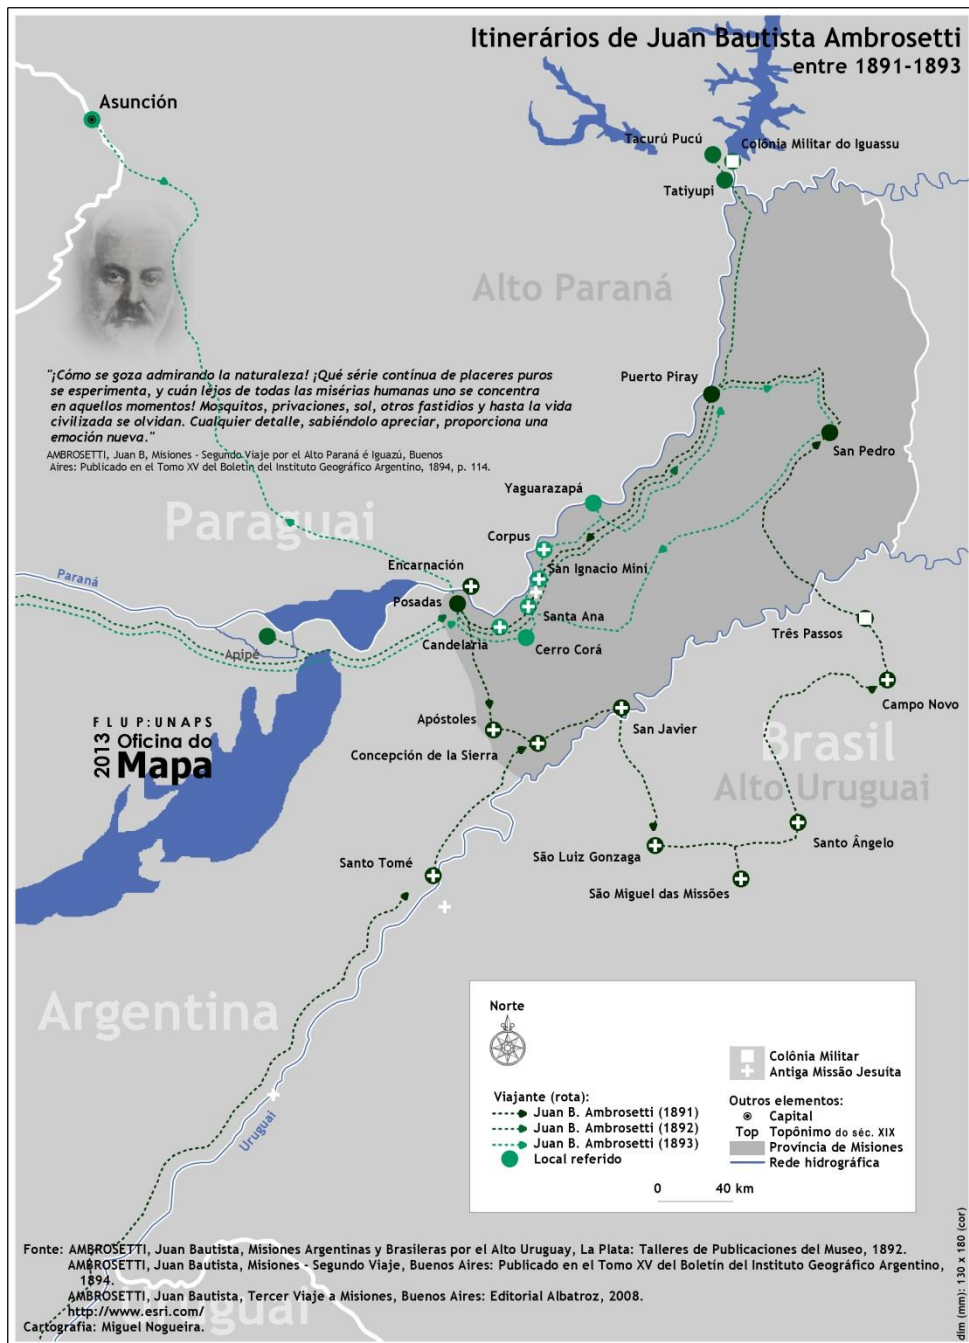 Itinerários de Juan Bautista Ambrosetti
entre 1891-1893
Asunción
Tacurú Pucú
Colônia Militar do Iguassu
Tatiyupi
Alto Paraná
"¡Cómo se goza admirando la naturaleza! ¡Qué série contínua de placeres puros
se esperimenta, y cuán léjos de todas las misérias humanas uno se concentra
en aquellos momentos! Mosquitos, privaciones, sol, otros fastidios y hasta la vida
civilizada se olvidan. Cualquier detalle, sabiéndolo apreciar, proporciona una
emoción nueva."
AMBROSETTI, Juan B, Misiones - Segundo Viaje por el Alto Paraná é Iguazú, Buenos
Aires: Publicado en el Tomo XV del Boletín del Instituto Geográfico Argentino, 1894, p. 114.
Puerto Piray
San Pedro
Yaguarazapá
Paraguai
Corpus
Encarnación
San Ignacio Miní
Paraná
Posadas
Santa Ana
Candelaria
Cerro Corá
Apipé
Três Passos
Campo Novo
Apóstoles
San Javier
Concepción de la Sierra
Brasil
Alto Uruguai
FLUP:UNAPS
2013 Oficina do
Mapa
Santo Ângelo
São Luiz Gonzaga
Santo Tomé
São Miguel das Missões
Argentina
Uruguai
Norte
Viajante (rota):
Juan B. Ambrosetti (1891)
Juan B. Ambrosetti (1892)
Juan B. Ambrosetti (1893)
Local referido
Colônia Militar
Antiga Missão Jesuíta
Outros elementos:
Capital
Top Topônimo do séc. XIX
Província de Misiones
Rede hidrográfica
0 40 km
Fonte: AMBROSETTI, Juan Bautista, Misiones Argentinas y Brasileras por el Alto Uruguay, La Plata: Talleres de Publicaciones del Museo, 1892.
AMBROSETTI, Juan Bautista, Misiones - Segundo Viaje, Buenos Aires: Publicado en el Tomo XV del Boletín del Instituto Geográfico Argentino,
1894.
AMBROSETTI, Juan Bautista, Tercer Viaje a Misiones, Buenos Aires: Editorial Albatroz, 2008.
http://www.esri.com/
Cartografia: Miguel Nogueira.
Uruguai
dim (mm): 130 x 180 (cor)